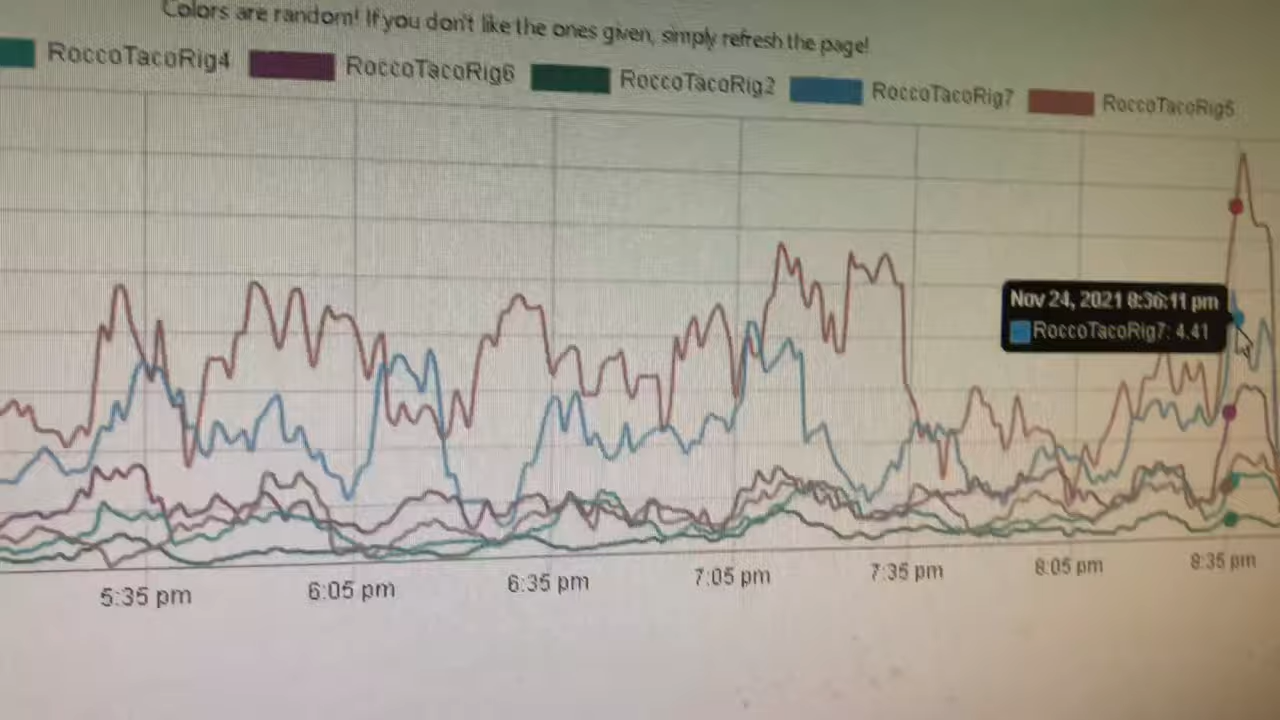 Colors are random! If you don't like the ones given, simply refresh the page!
RoccoTacoRig4 RoccoTacoRig6 RoccoTacoRig2 RoccoTacoRig7 RoccoTacoRig5
Nov 24, 2021 8:36:11 pm
RoccoTacoRig7: 4.41
5:35 pm 6:05 pm 6:35 pm 7:05 pm 7:35 pm 8:05 pm 8:35 pm